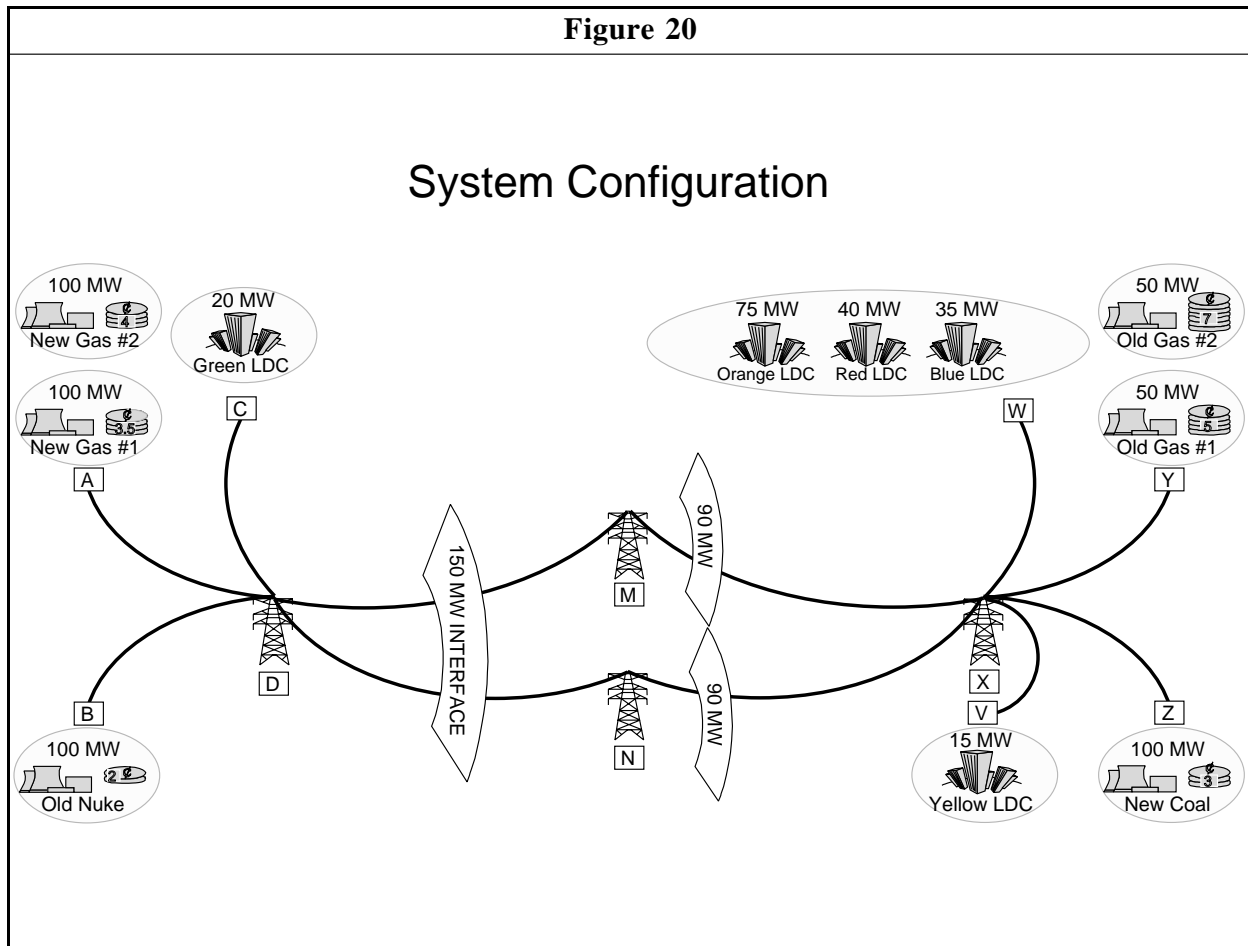 Figure 20
System Configuration
100 MW
¢
4
New Gas #2
20 MW
Green LDC
75 MW
40 MW
35 MW
Orange LDC
Red LDC
Blue LDC
50 MW
¢
7
Old Gas #2
100 MW
¢
3.5
New Gas #1
C
W
50 MW
¢
5
Old Gas #1
A
Y
150 MW INTERFACE
90 MW
M
D
X
B
N
90 MW
V
Z
100 MW
2 ¢
Old Nuke
15 MW
Yellow LDC
100 MW
¢
3
New Coal